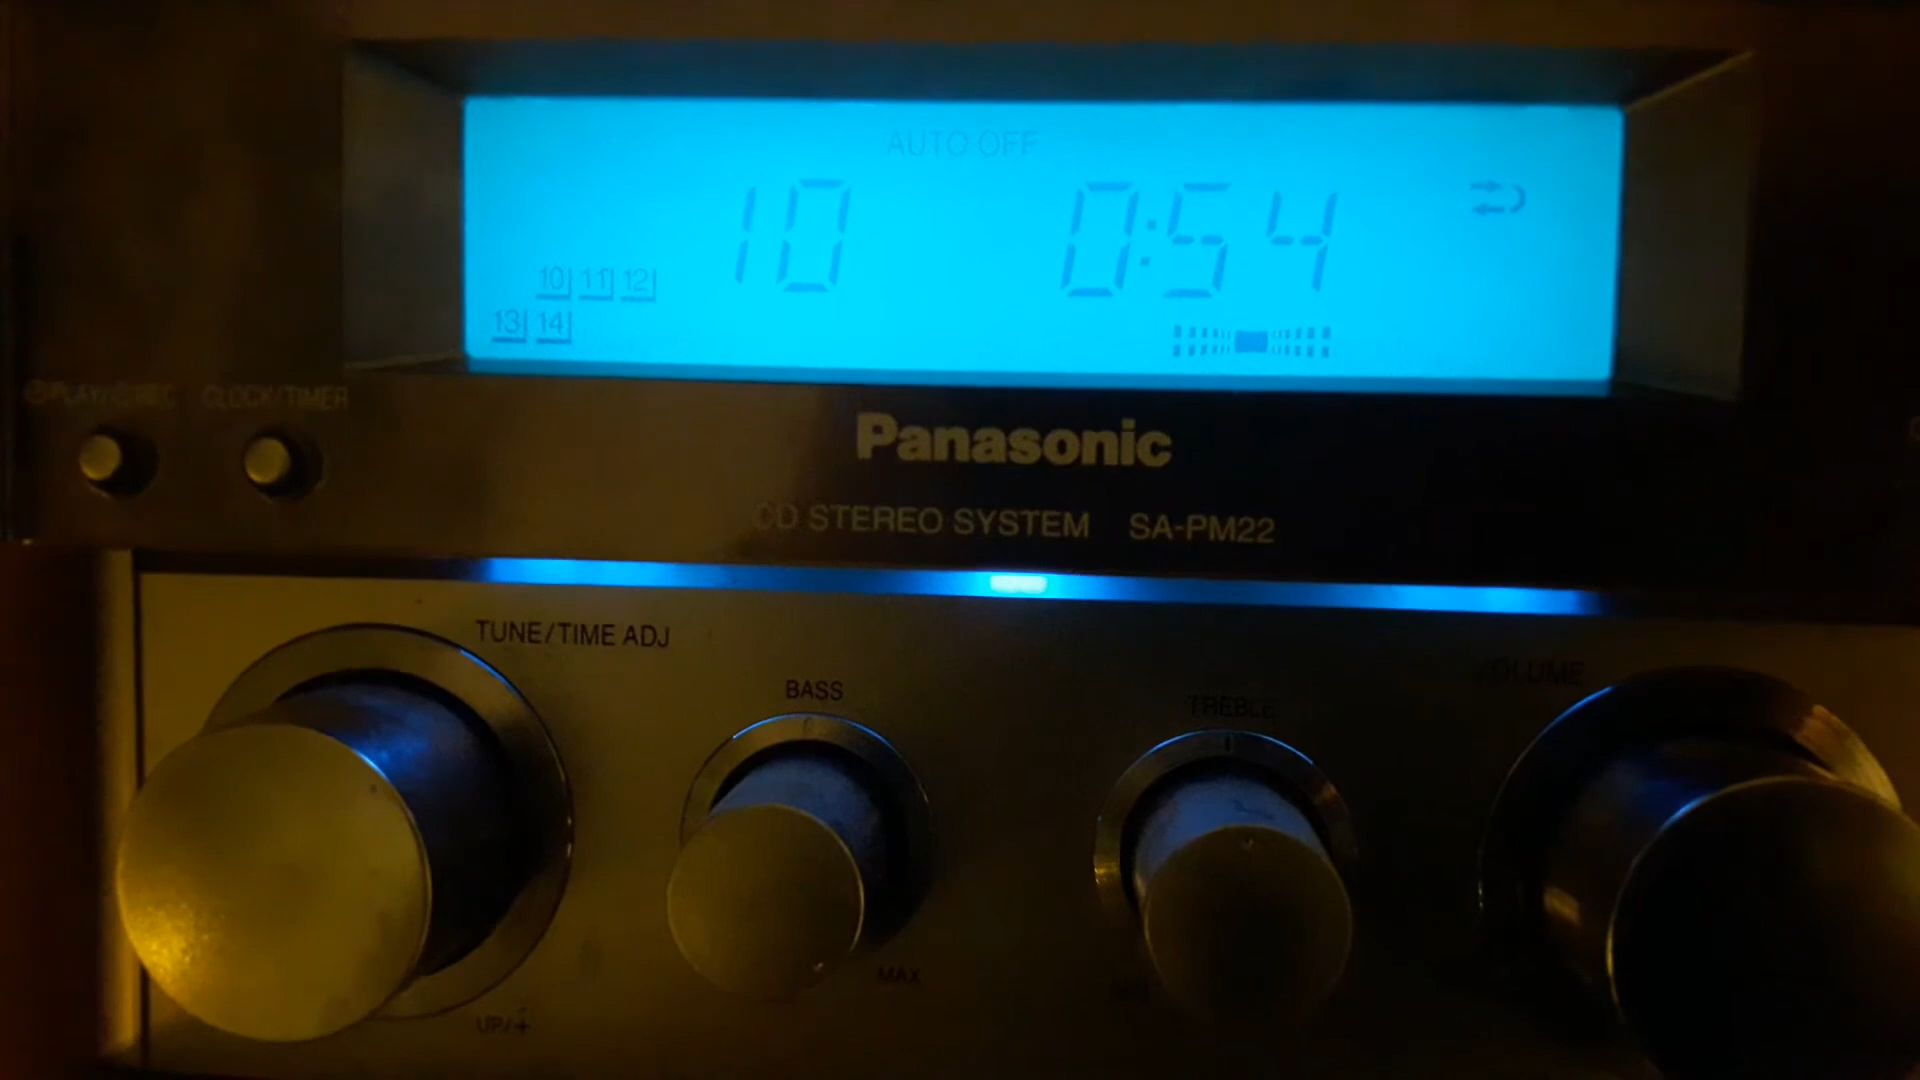 AUTO OFF
10 0:54
10 11 12
13 14
PLAY/REC CLOCK/TIMER
Panasonic
CD STEREO SYSTEM SA-PM22
TUNE/TIME ADJ
BASS
TREBLE
VOLUME
MAX
UP/+